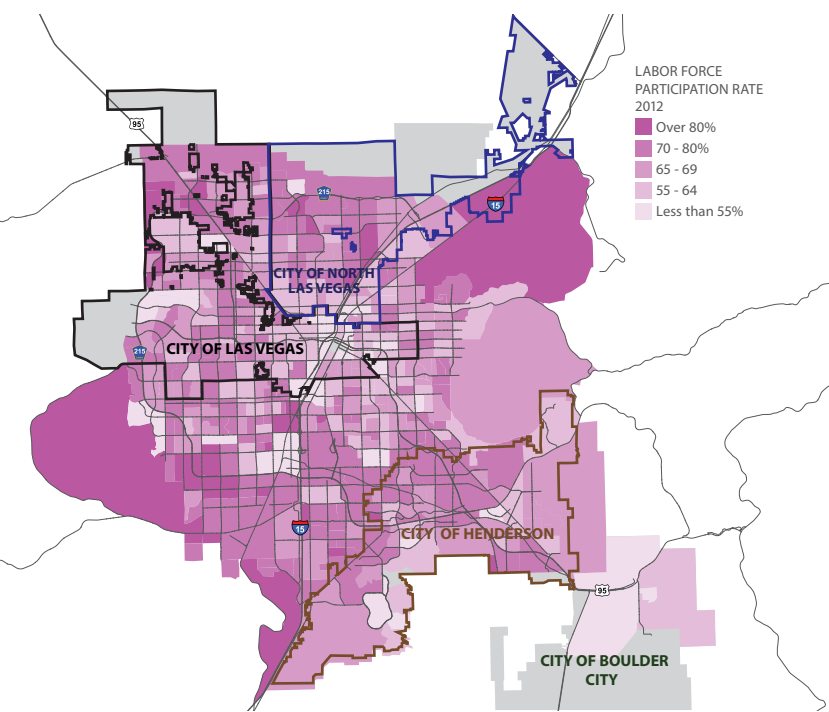 LABOR FORCE
PARTICIPATION RATE
2012
Over 80%
70 - 80%
65 - 69
55 - 64
Less than 55%
95
215
15
CITY OF NORTH
LAS VEGAS
CITY OF LAS VEGAS
215
15
CITY OF HENDERSON
95
CITY OF BOULDER
CITY